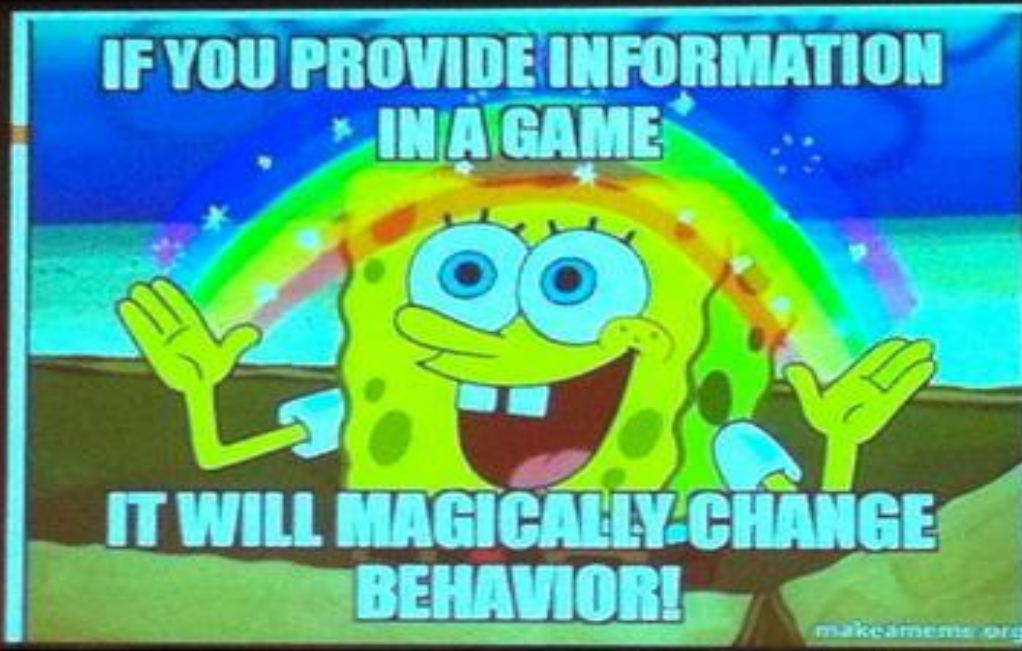 IF YOU PROVIDE INFORMATION
IN A GAME
IT WILL MAGICALLY CHANGE
BEHAVIOR!
makeameme.org